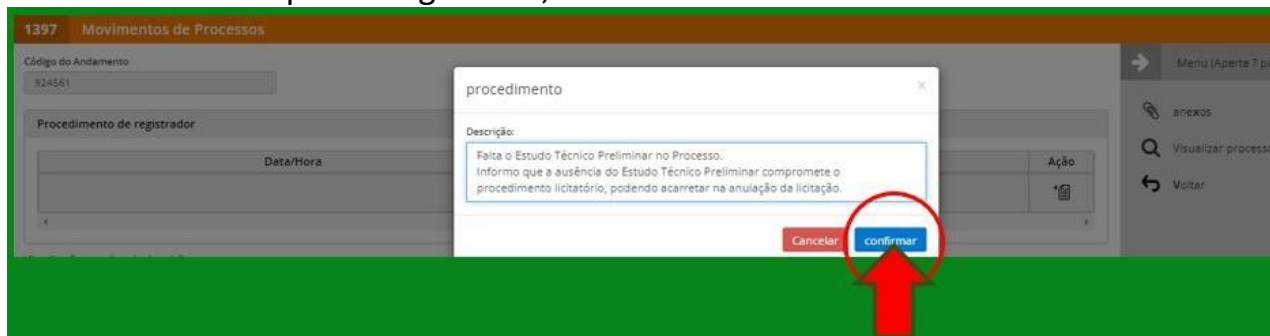 1397 Movimentos de Processos
Código do Andamento
924561
Menu (Aperte ? p
procedimento
×
anexos
Procedimento de registrador
Descrição:
Falta o Estudo Técnico Preliminar no Processo.
Informo que a ausência do Estudo Técnico Preliminar compromete o
procedimento licitatório, podendo acarretar na anulação da licitação.
Visualizar processo
Data/Hora
Ação
Voltar
Cancelar
confirmar